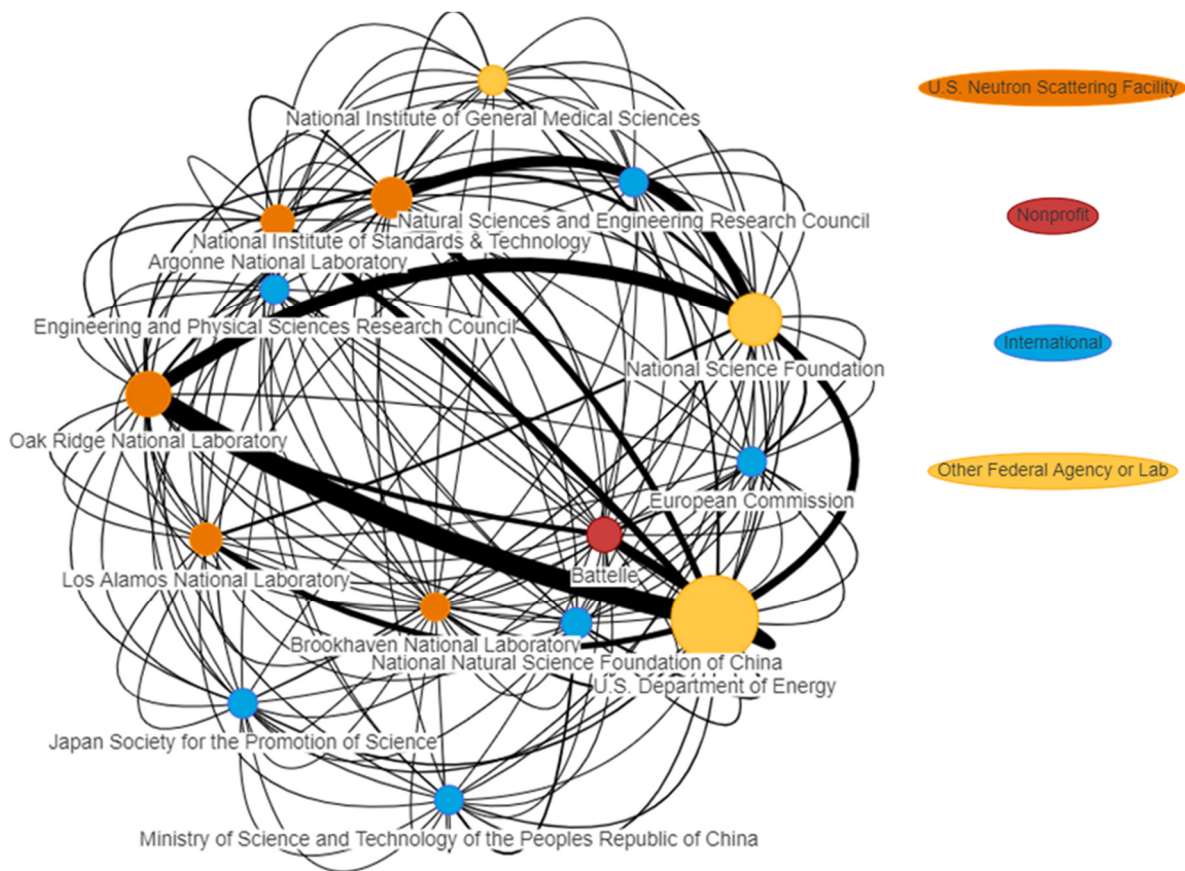 U.S. Neutron Scattering Facility
National Institute of General Medical Sciences
Nonprofit
Natural Sciences and Engineering Research Council
National Institute of Standards & Technology
Argonne National Laboratory
Engineering and Physical Sciences Research Council
International
National Science Foundation
Oak Ridge National Laboratory
Other Federal Agency or Lab
European Commission
Los Alamos National Laboratory
Battelle
Brookhaven National Laboratory
National Natural Science Foundation of China
U.S. Department of Energy
Japan Society for the Promotion of Science
Ministry of Science and Technology of the Peoples Republic of China